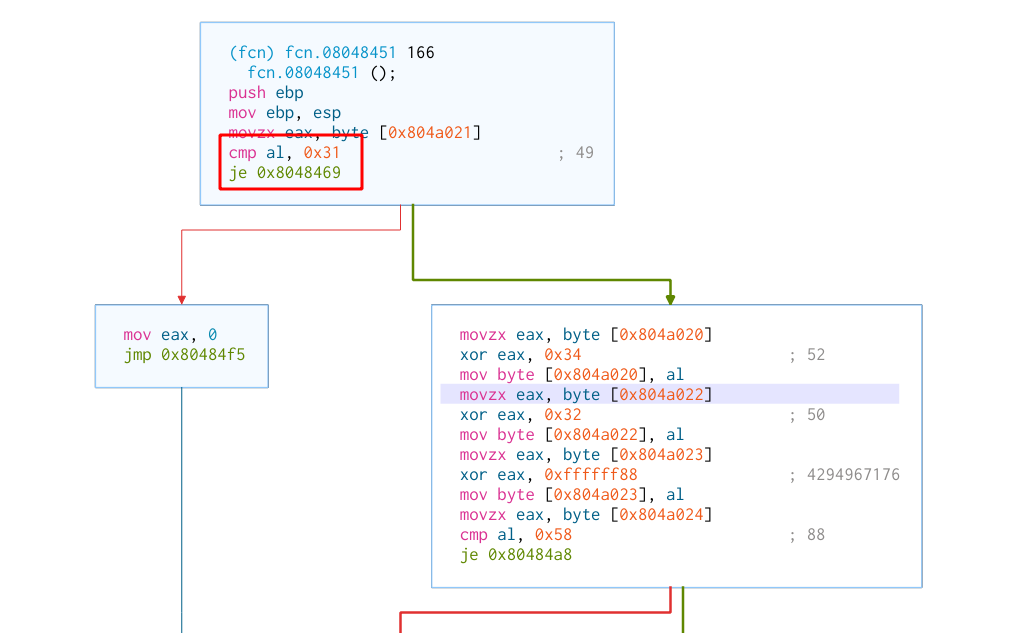 (fcn) fcn.08048451 166
fcn.08048451 ();
push ebp
mov ebp, esp
movzx eax, byte [0x804a021]
cmp al, 0x31 ; 49
je 0x8048469
mov eax, 0
jmp 0x80484f5
movzx eax, byte [0x804a020]
xor eax, 0x34 ; 52
mov byte [0x804a020], al
movzx eax, byte [0x804a022]
xor eax, 0x32 ; 50
mov byte [0x804a022], al
movzx eax, byte [0x804a023]
xor eax, 0xffffff88 ; 4294967176
mov byte [0x804a023], al
movzx eax, byte [0x804a024]
cmp al, 0x58 ; 88
je 0x80484a8